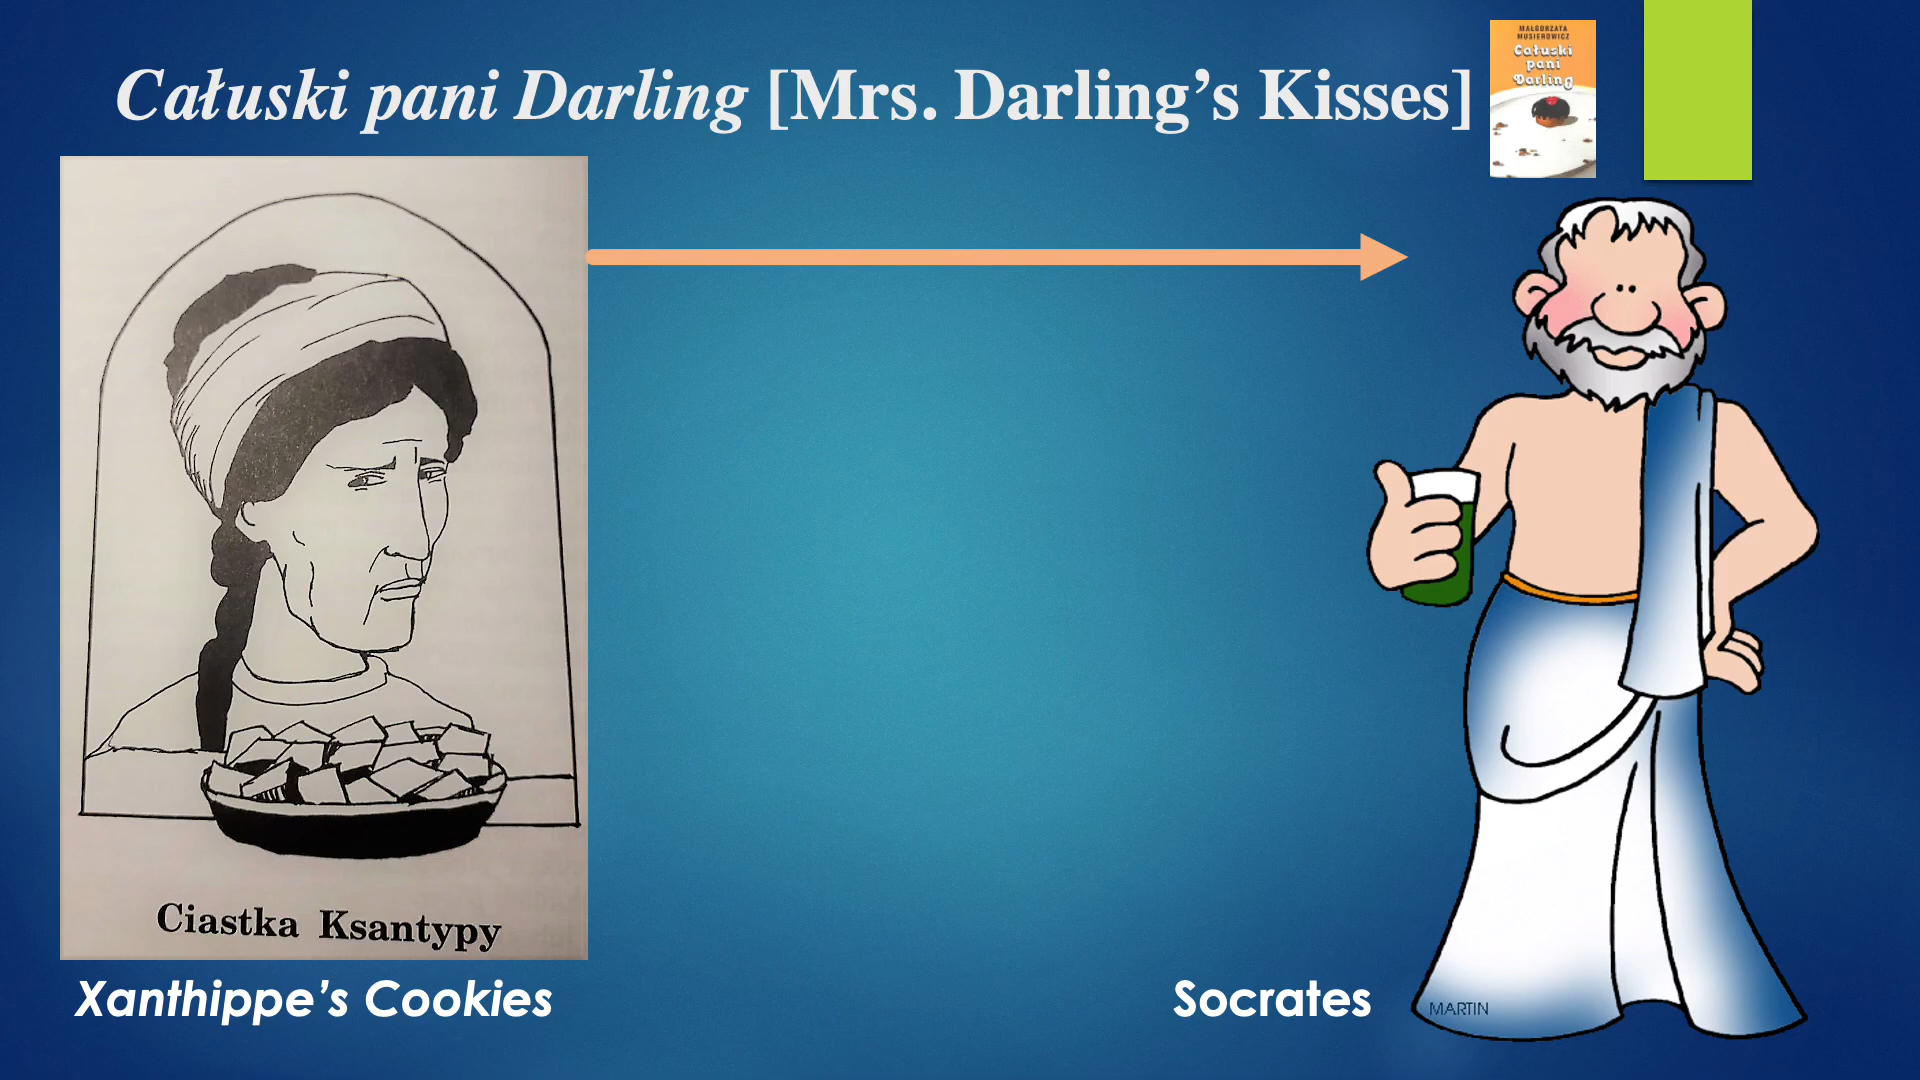 Całuski pani Darling [Mrs. Darling’s Kisses]
MAŁGORZATA
MUSIEROWICZ
Całuski
pani
Darling
Ciastka Ksantypy
Xanthippe’s Cookies
Socrates
MARTIN